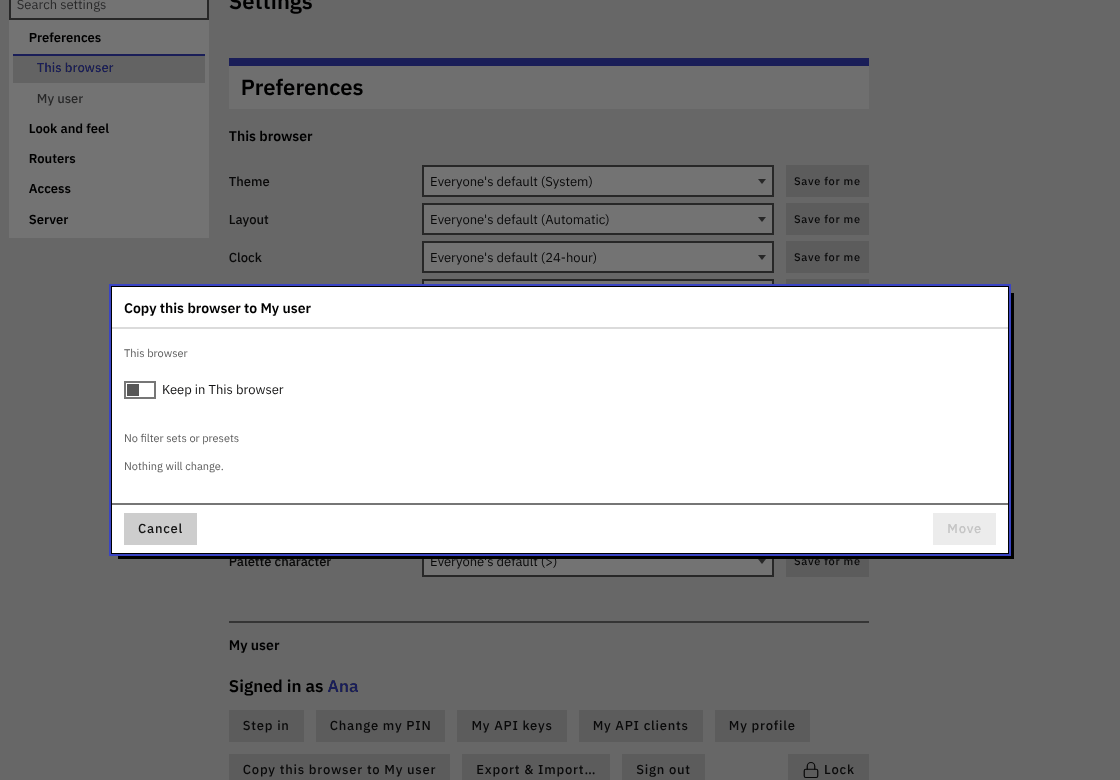 Search settings
Settings
Preferences
This browser
My user
Look and feel
Routers
Access
Server
Preferences
This browser
Theme
Everyone's default (System)
Save for me
Layout
Everyone's default (Automatic)
Save for me
Clock
Everyone's default (24-hour)
Save for me
Copy this browser to My user
This browser
Keep in This browser
No filter sets or presets
Nothing will change.
Cancel
Move
Palette character
Everyone's default (>)
Save for me
My user
Signed in as Ana
Step in
Change my PIN
My API keys
My API clients
My profile
Copy this browser to My user
Export & Import...
Sign out
Lock